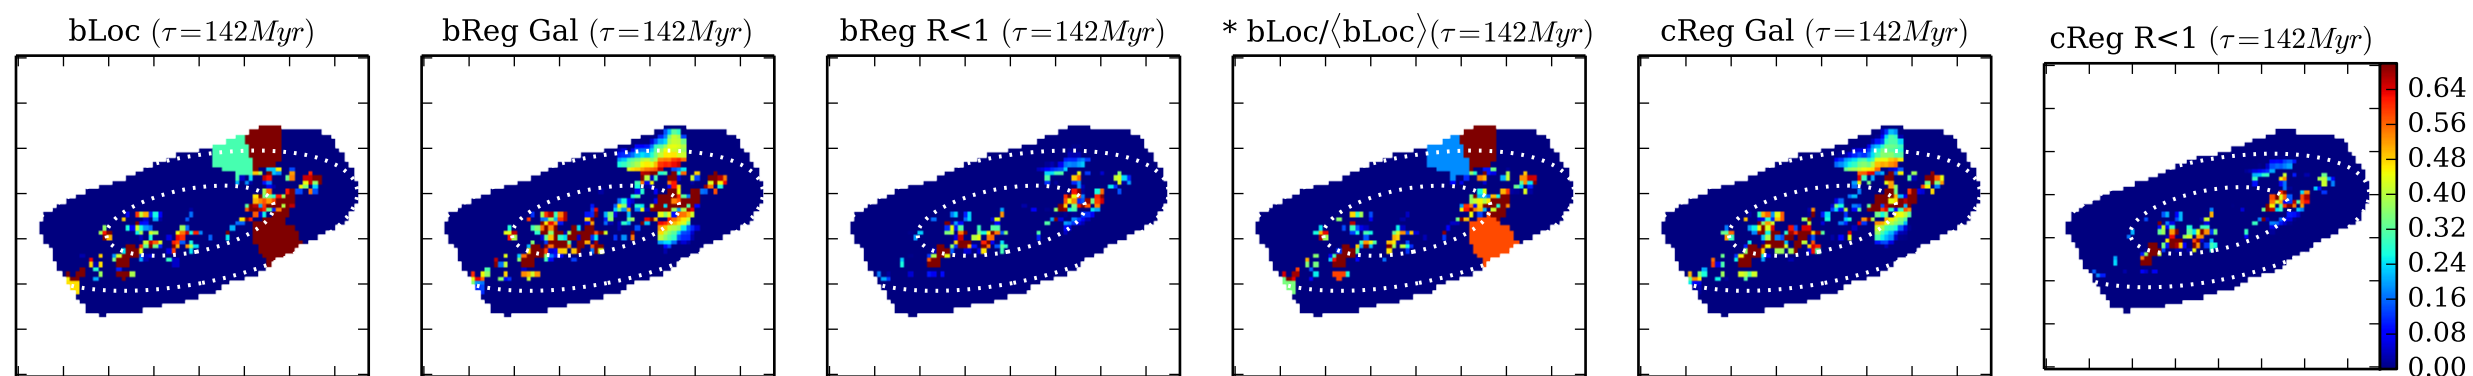 bLoc (τ=142Myr)
bReg Gal (τ=142Myr)
bReg R<1 (τ=142Myr)
* bLoc/⟨bLoc⟩(τ=142Myr)
cReg Gal (τ=142Myr)
cReg R<1 (τ=142Myr)
0.64
0.56
0.48
0.40
0.32
0.24
0.16
0.08
0.00